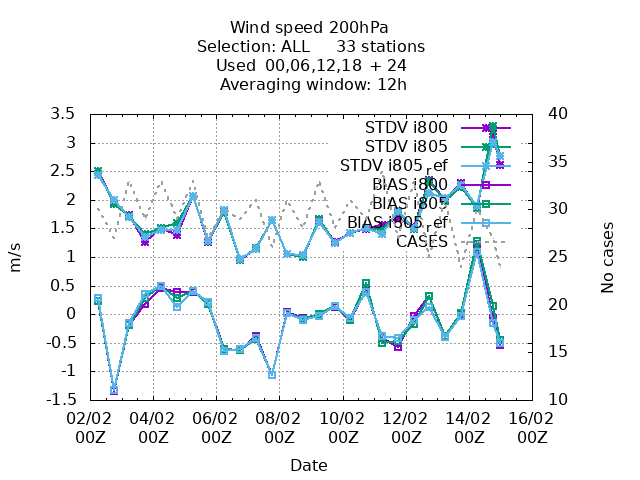 Wind speed 200hPa
Selection: ALL 33 stations
Used 00,06,12,18 + 24
Averaging window: 12h
3.5 40
STDV i800
STDV i805
3 35
STDV i805ref
2.5
BIAS i800
2 30
BIAS i805
BIAS i805ref
1.5
CASES
1 25
0.5
20
0
-0.5 15
-1
-1.5 10
m/s
No cases
02/02 04/02 06/02 08/02 10/02 12/02 14/02 16/02
00Z 00Z 00Z 00Z 00Z 00Z 00Z 00Z
Date